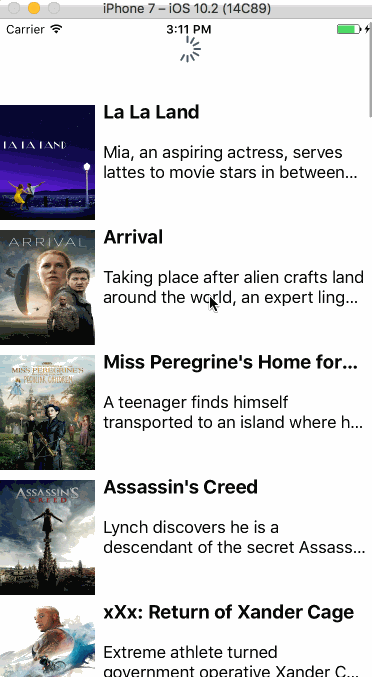 iPhone 7 – iOS 10.2 (14C89)
Carrier 3:11 PM
La La Land
LA LA LAND
Mia, an aspiring actress, serves
lattes to movie stars in between...
Arrival
ARRIVAL
Taking place after alien crafts land
around the world, an expert ling...
Miss Peregrine's Home for...
MISS PEREGRINE'S
PECULIAR CHILDREN
A teenager finds himself
transported to an island where h...
Assassin's Creed
ASSASSIN'S
CREED
Lynch discovers he is a
descendant of the secret Assass...
xXx: Return of Xander Cage
Extreme athlete turned
government operative Xander C...